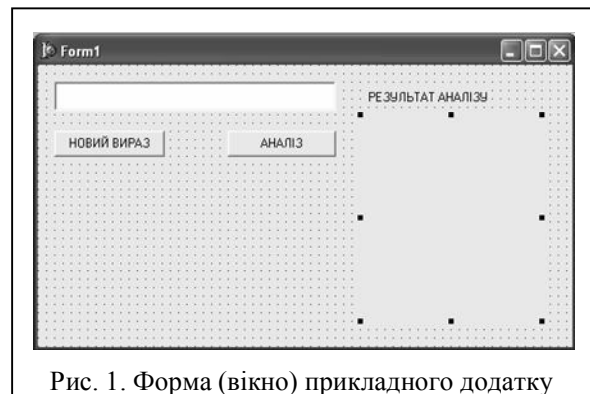 Form1
РЕЗУЛЬТАТ АНАЛІЗУ
НОВИЙ ВИРАЗ
АНАЛІЗ
Рис. 1. Форма (вікно) прикладного додатку